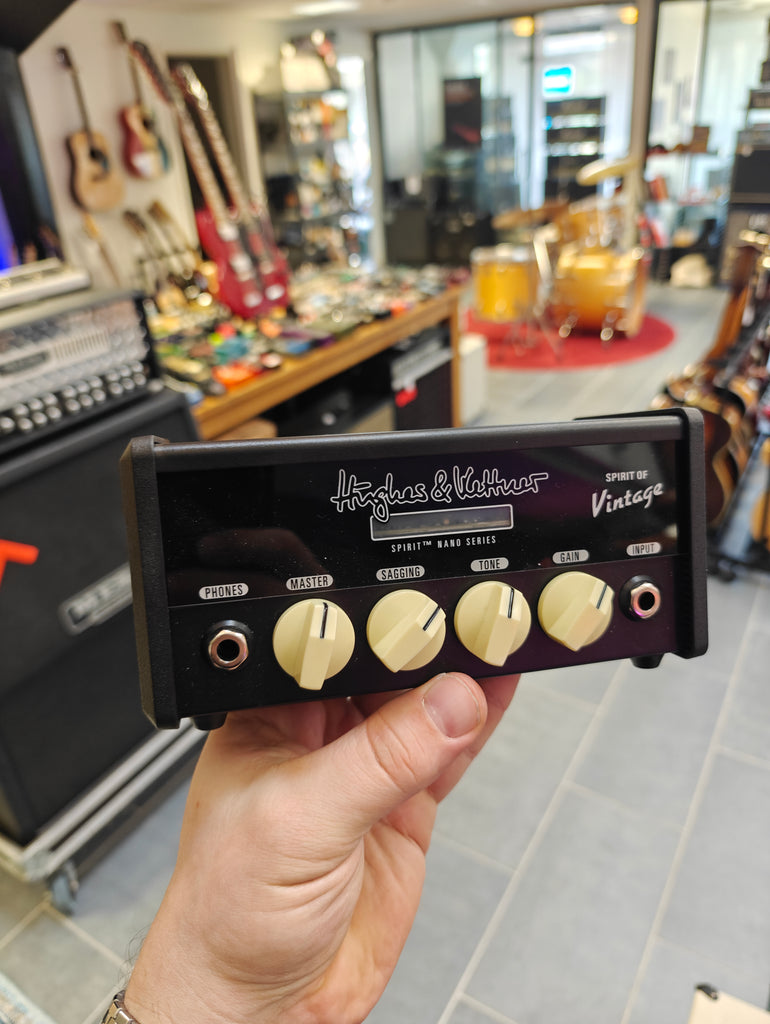 Hughes & Kettner
SPIRIT™ NANO SERIES
SPIRIT OF
Vintage
PHONES
MASTER
SAGGING
TONE
GAIN
INPUT